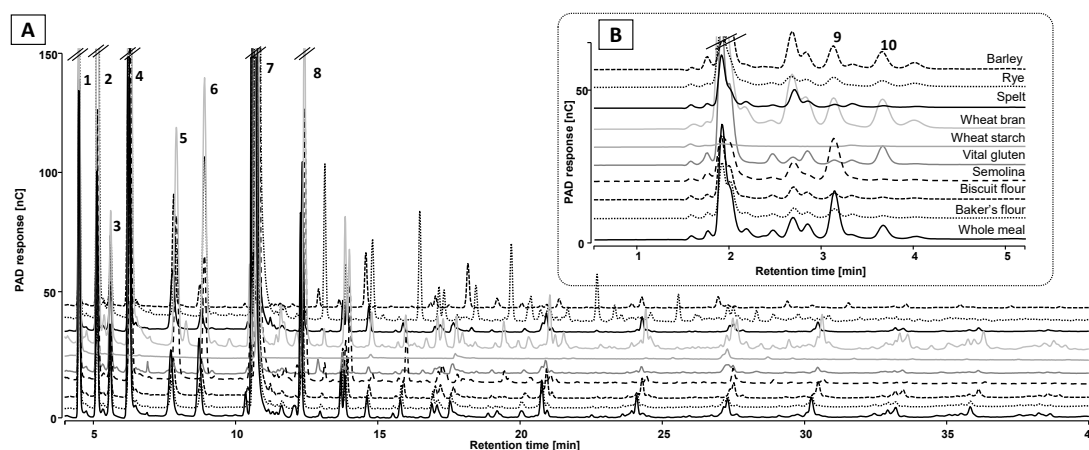 A
150
100
50
0
PAD response [nC]
1
2
3
4
5
6
7
8
5
10
15
20
25
30
35
40
Retention time [min]
B
50
0
PAD response [nC]
9
10
Barley
Rye
Spelt
Wheat bran
Wheat starch
Vital gluten
Semolina
Biscuit flour
Baker's flour
Whole meal
1
2
3
4
5
Retention time [min]